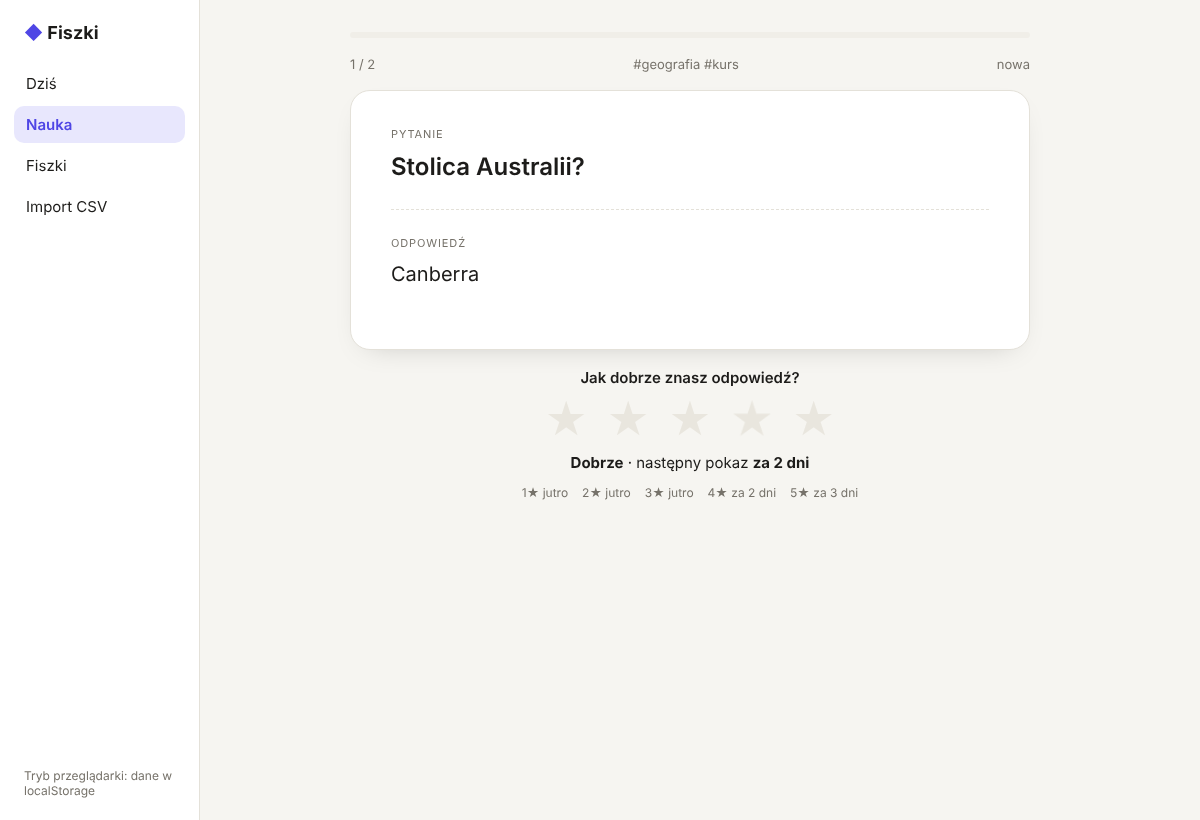 Fiszki
Dziś
Nauka
Fiszki
Import CSV
Tryb przeglądarki: dane w
localStorage
1 / 2 #geografia #kurs nowa
PYTANIE
Stolica Australii?
ODPOWIEDŹ
Canberra
Jak dobrze znasz odpowiedź?
★ ★ ★ ★ ★
Dobrze · następny pokaz za 2 dni
1★ jutro 2★ jutro 3★ jutro 4★ za 2 dni 5★ za 3 dni